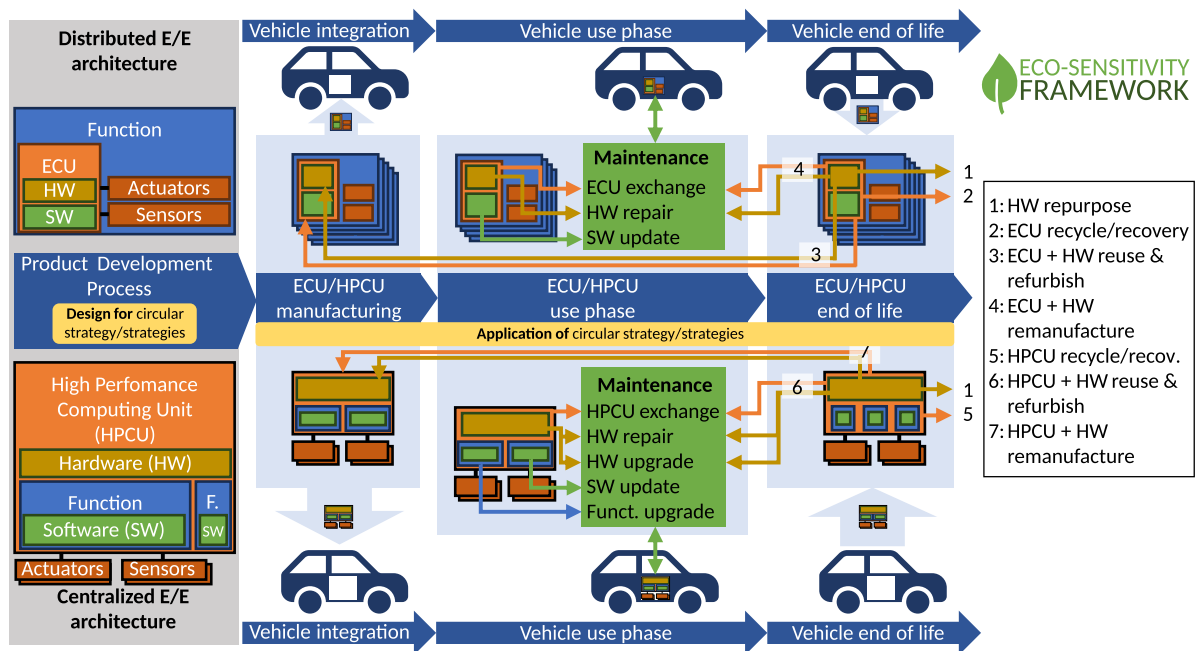 Distributed E/E
architecture
Function
ECU
HW
SW
Actuators
Sensors
Product Development
Process
Design for circular
strategy/strategies
High Perfomance
Computing Unit
(HPCU)
Hardware (HW)
Function
F.
Software (SW)
SW
Actuators
Sensors
Centralized E/E
architecture
Vehicle integration
Vehicle use phase
Vehicle end of life
Maintenance
ECU exchange
HW repair
SW update
4
3
1
2
ECU/HPCU
manufacturing
ECU/HPCU
use phase
ECU/HPCU
end of life
Application of circular strategy/strategies
7
Maintenance
HPCU exchange
HW repair
HW upgrade
SW update
Funct. upgrade
6
1
5
Vehicle integration
Vehicle use phase
Vehicle end of life
ECO-SENSITIVITY
FRAMEWORK
1: HW repurpose
2: ECU recycle/recovery
3: ECU + HW reuse &
refurbish
4: ECU + HW
remanufacture
5: HPCU recycle/recov.
6: HPCU + HW reuse &
refurbish
7: HPCU + HW
remanufacture